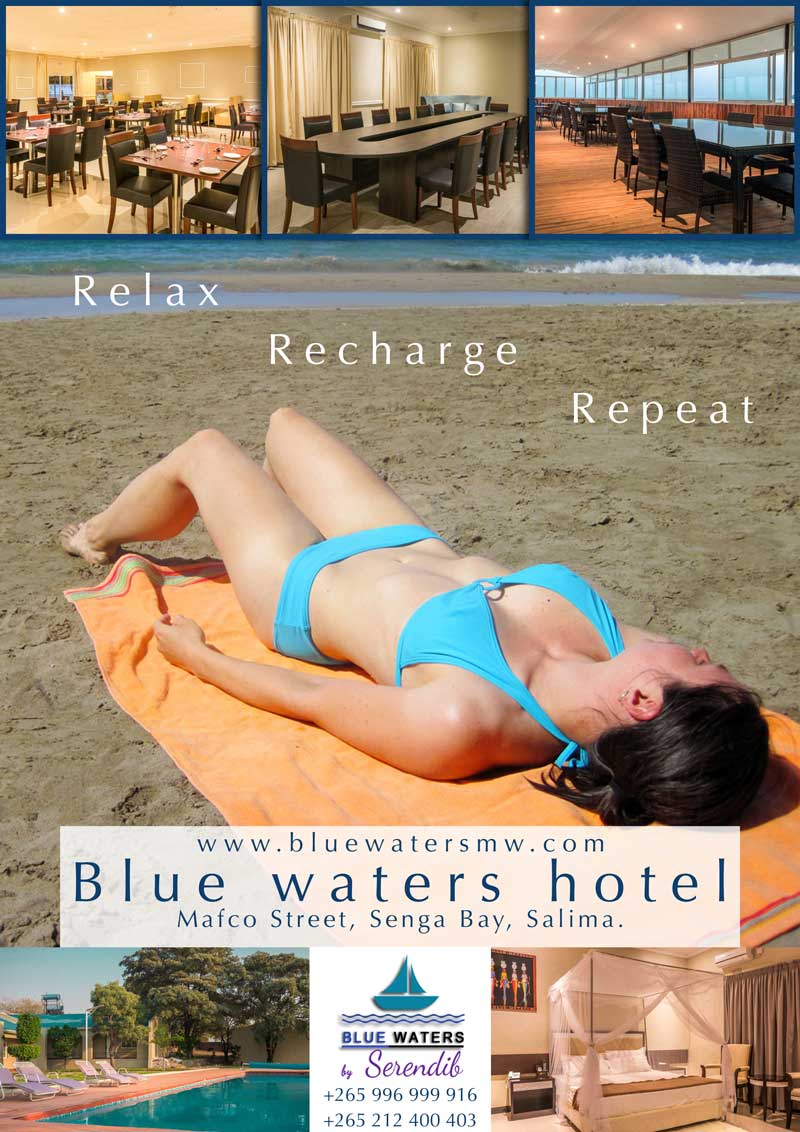 Relax
Recharge
Repeat
www.bluewatersmw.com
Blue waters hotel
Mafco Street, Senga Bay, Salima.
BLUE WATERS
by Serendib
+265 996 999 916
+265 212 400 403